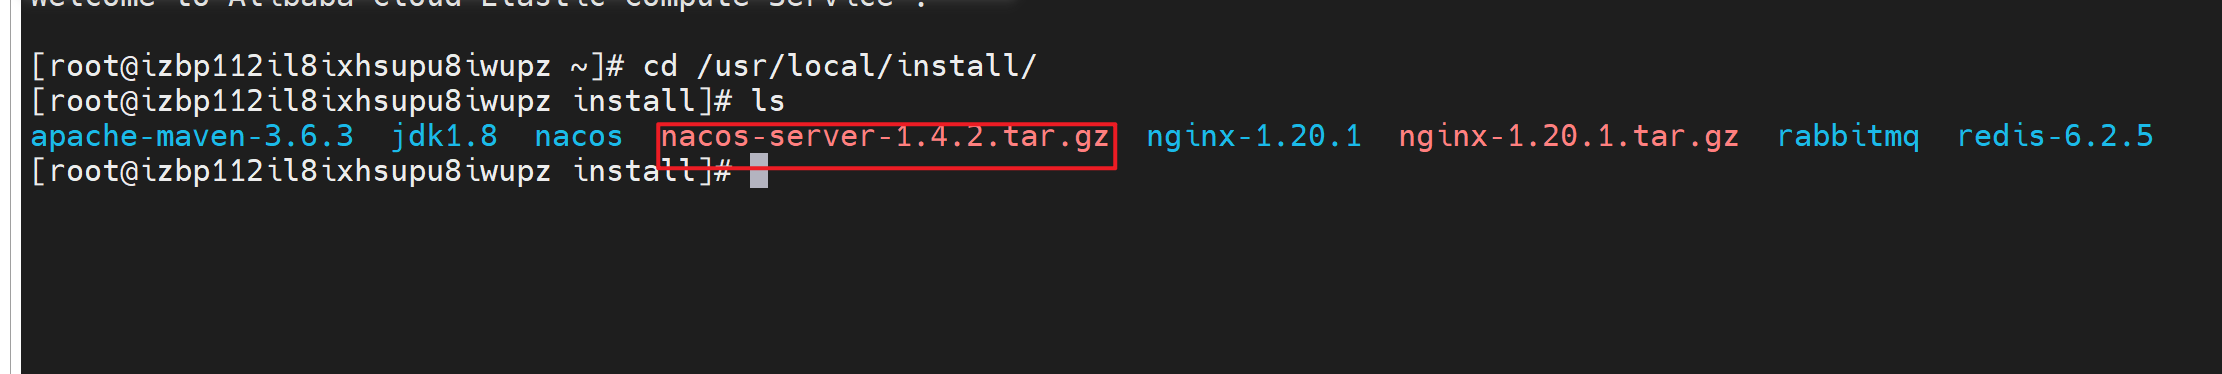 Welcome to Alibaba Cloud Elastic Compute Service !
[root@izbp112il8ixhsupu8iwupz ~]# cd /usr/local/install/
[root@izbp112il8ixhsupu8iwupz install]# ls
apache-maven-3.6.3  jdk1.8  nacos  nacos-server-1.4.2.tar.gz  nginx-1.20.1  nginx-1.20.1.tar.gz  rabbitmq  redis-6.2.5
[root@izbp112il8ixhsupu8iwupz install]#